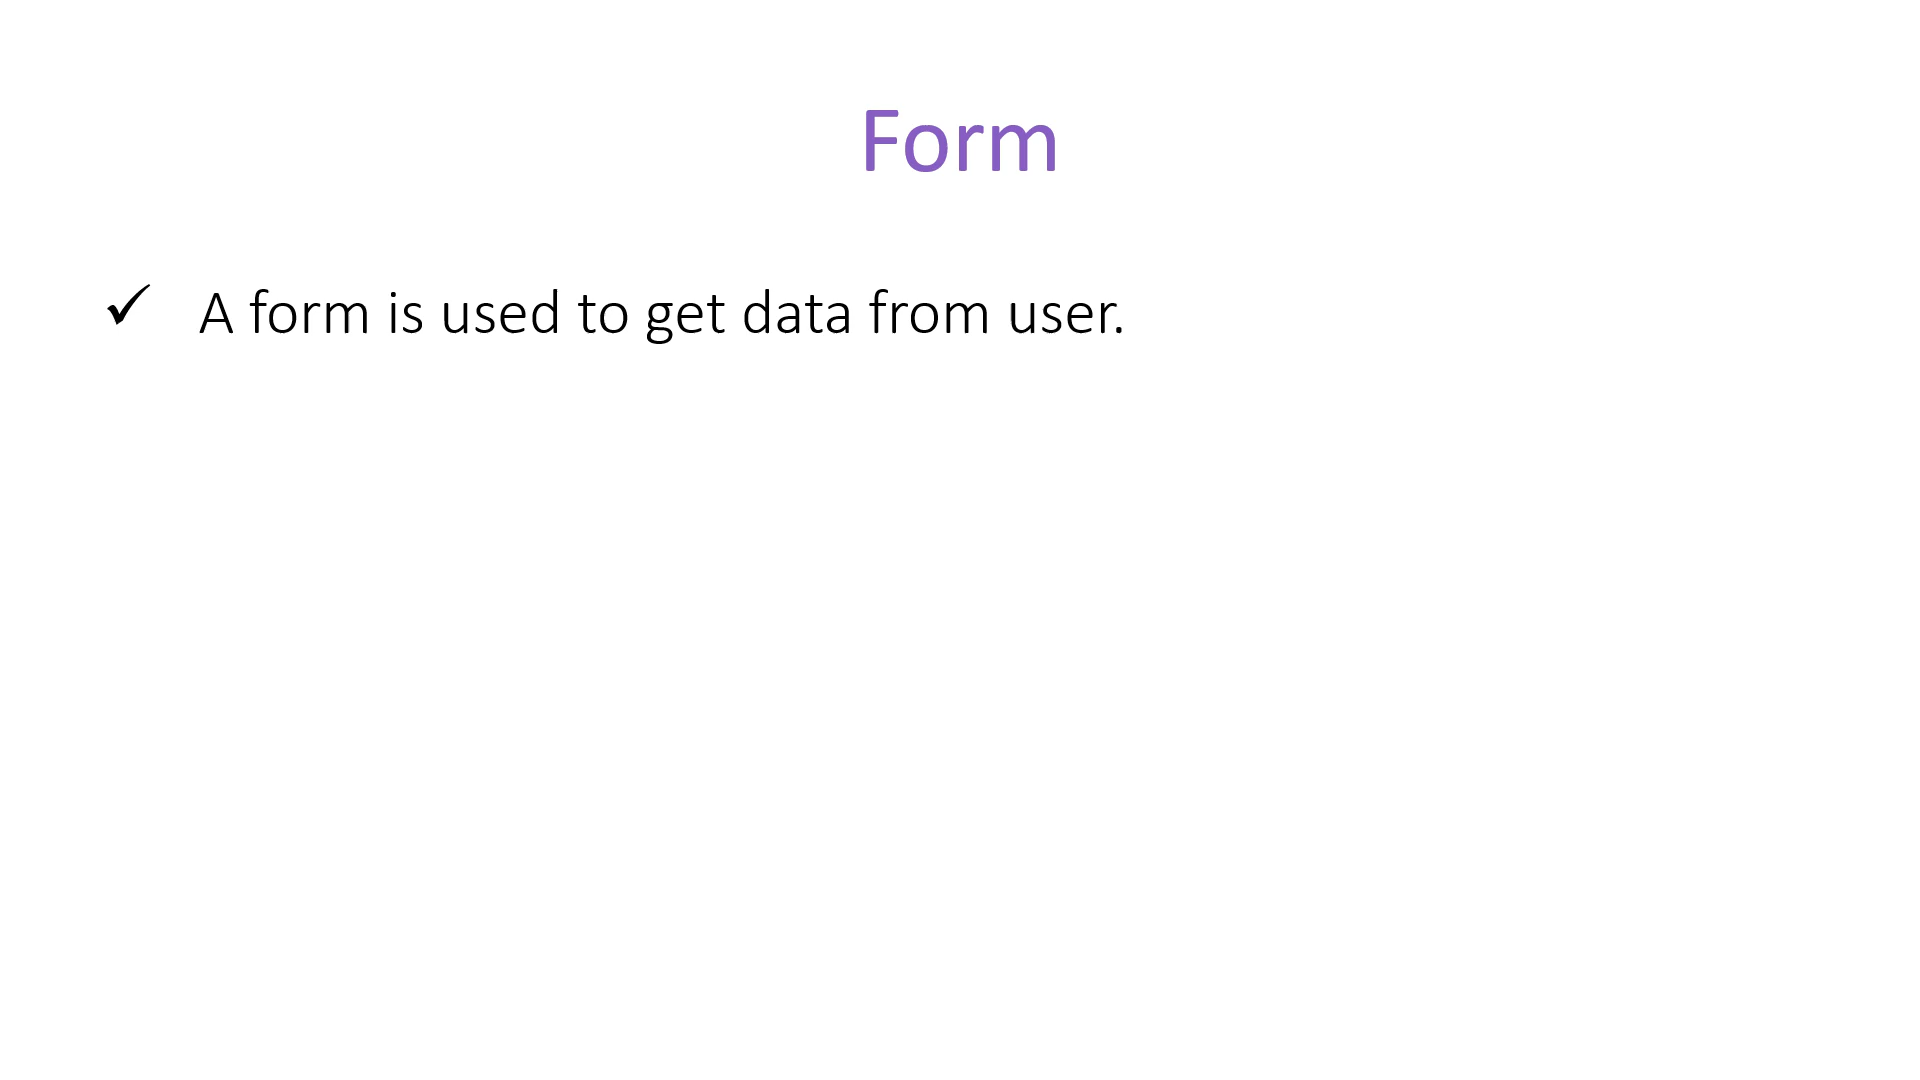 Form
✓ A form is used to get data from user.